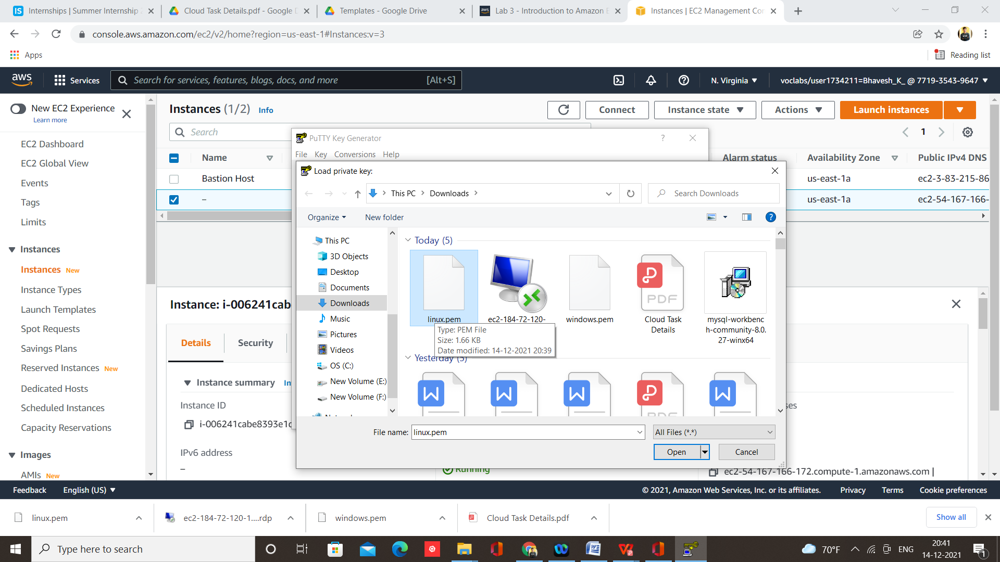 Internships | Summer Internship
Cloud Task Details.pdf - Google D
Templates - Google Drive
Lab 3 - Introduction to Amazon E
Instances | EC2 Management Con
console.aws.amazon.com/ec2/v2/home?region=us-east-1#Instances:v=3
Apps
Reading list
aws
Services
Search for services, features, blogs, docs, and more
[Alt+S]
N. Virginia
voclabs/user1734211=Bhavesh_K_ @ 7719-3543-9647
New EC2 Experience
Learn more
EC2 Dashboard
EC2 Global View
Events
Tags
Limits
Instances
Instances New
Instance Types
Launch Templates
Spot Requests
Savings Plans
Reserved Instances New
Dedicated Hosts
Scheduled Instances
Capacity Reservations
Images
AMIs New
Instances (1/2) Info
Connect
Instance state
Actions
Launch instances
Search
1
Name
Alarm status
Availability Zone
Public IPv4 DNS
Bastion Host
us-east-1a
ec2-3-83-215-86
–
us-east-1a
ec2-54-167-166-
Instance: i-006241cab
Details
Security
Instance summary
In
Instance ID
i-006241cabe8393e1c
IPv6 address
–
Running
ec2-54-167-166-172.compute-1.amazonaws.com |
PuTTY Key Generator
?
File Key Conversions Help
Load private key:
This PC > Downloads >
Search Downloads
Organize
New folder
This PC
3D Objects
Desktop
Documents
Downloads
Music
Pictures
Videos
OS (C:)
New Volume (E:)
New Volume (F:)
Today (5)
linux.pem
ec2-184-72-120-
windows.pem
Cloud Task
Details
mysql-workbenc
h-community-8.0.
27-winx64
Type: PEM File
Size: 1.66 KB
Date modified: 14-12-2021 20:39
Yesterday (5)
PDF
File name: linux.pem
All Files (*.*)
Open
Cancel
Feedback
English (US)
© 2021, Amazon Web Services, Inc. or its affiliates.
Privacy
Terms
Cookie preferences
linux.pem
ec2-184-72-120-1....rdp
windows.pem
Cloud Task Details.pdf
Show all
Type here to search
70°F
ENG
20:41
14-12-2021
1